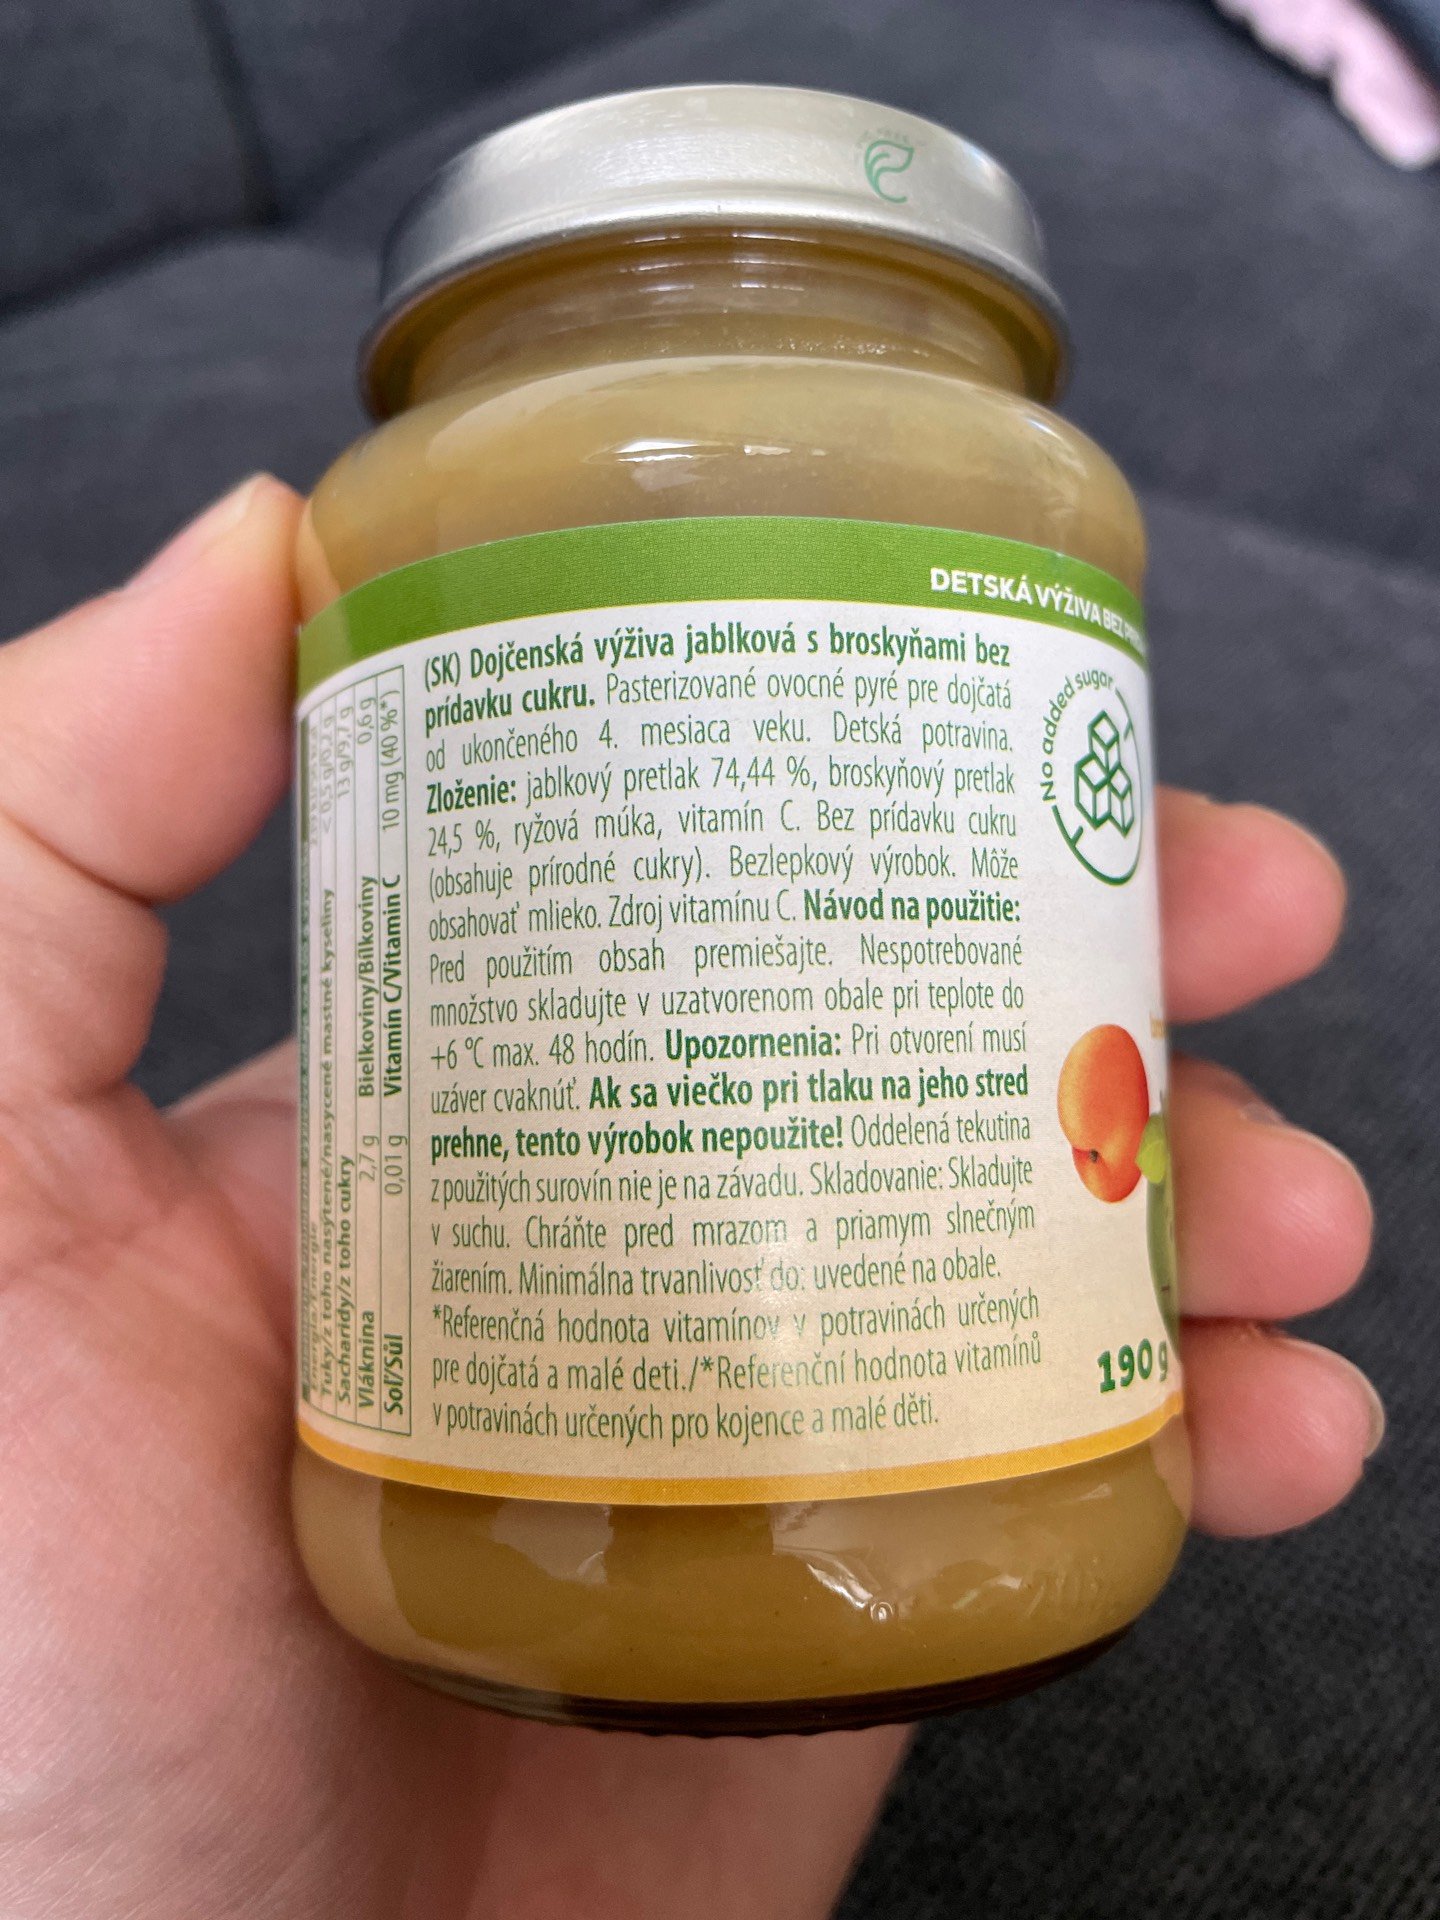 DETSKÁ VÝŽIVA BEZ
(SK) Dojčenská výživa jablková s broskyňami bez
prídavku cukru. Pasterizované ovocné pyré pre dojčatá
od ukončeného 4. mesiaca veku. Detská potravina.
Zloženie: jablkový pretlak 74,44 %, broskyňový pretlak
24,5 %, ryžová múka, vitamín C. Bez prídavku cukru
(obsahuje prírodné cukry). Bezlepkový výrobok. Môže
obsahovať mlieko. Zdroj vitamínu C. Návod na použitie:
Pred použitím obsah premiešajte. Nespotrebované
množstvo skladujte v uzatvorenom obale pri teplote do
+6 °C max. 48 hodín. Upozornenia: Pri otvorení musí
uzáver cvaknúť. Ak sa viečko pri tlaku na jeho stred
prehne, tento výrobok nepoužite! Oddelená tekutina
z použitých surovín nie je na závadu. Skladovanie: Skladujte
v suchu. Chráňte pred mrazom a priamym slnečným
žiarením. Minimálna trvanlivosť do: uvedené na obale.
*Referenčná hodnota vitamínov v potravinách určených
pre dojčatá a malé deti./*Referenční hodnota vitamínů
v potravinách určených pro kojence a malé děti.
Energia/Energie
Tuky/z toho nasýtené/nasycené mastné kyseliny < 0,5 g/0,2 g
Sacharidy/z toho cukry 13 g/9,7 g
Vláknina 2,7 g Bielkoviny/Bílkoviny 0,6 g
Soľ/Sůl 0,01 g Vitamín C/Vitamin C 10 mg (40 %*)
No added sugar
190 g